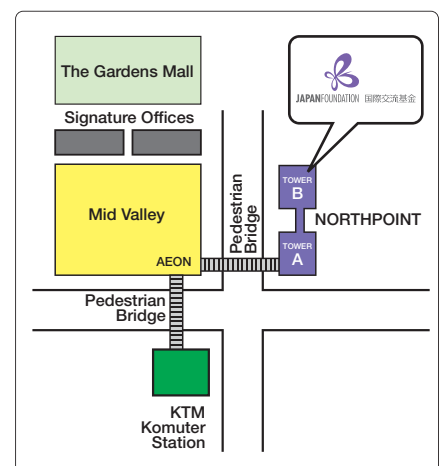 The Gardens Mall
JAPANFOUNDATION 国際交流基金
Signature Offices
Mid Valley
AEON
Pedestrian
Bridge
TOWER
B
NORTHPOINT
TOWER
A
Pedestrian
Bridge
KTM
Komuter
Station